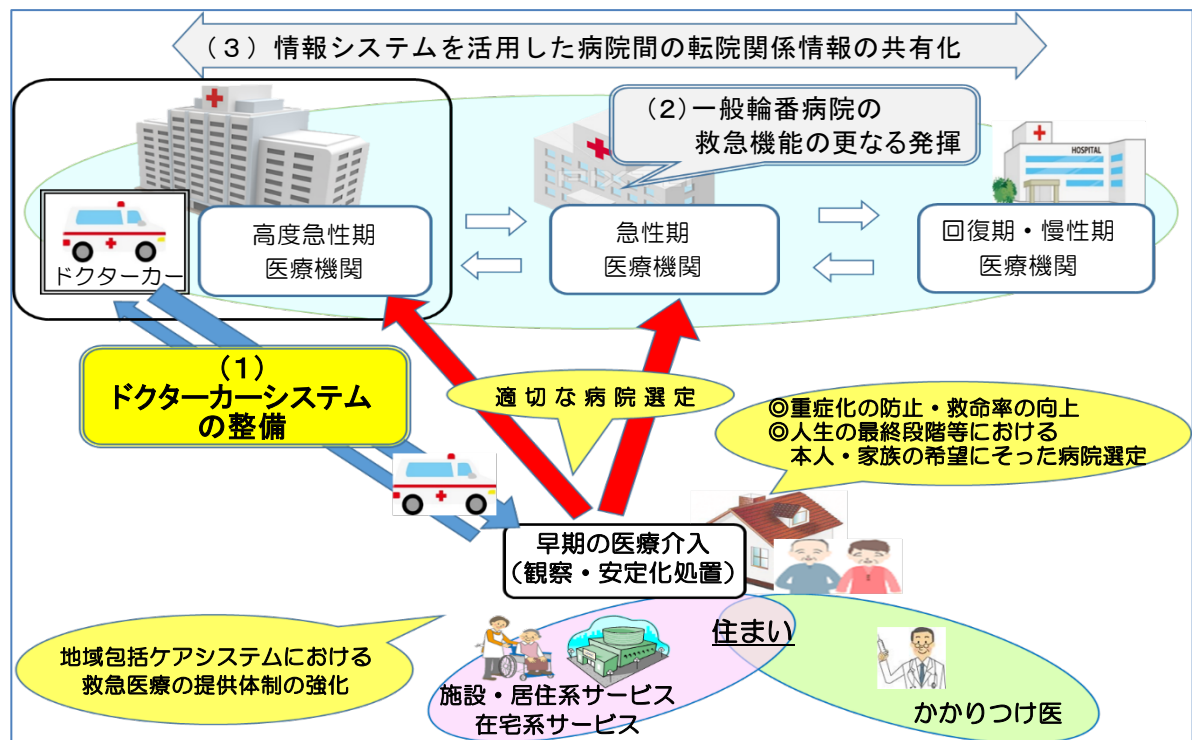 （３）情報システムを活用した病院間の転院関係情報の共有化
（２）一般輪番病院の
救急機能の更なる発揮
HOSPITAL
ドクターカー
高度急性期
医療機関
急性期
医療機関
回復期・慢性期
医療機関
（１）
ドクターカーシステム
の整備
適切な病院選定
◎重症化の防止・救命率の向上
◎人生の最終段階等における
本人・家族の希望にそった病院選定
早期の医療介入
（観察・安定化処置）
住まい
地域包括ケアシステムにおける
救急医療の提供体制の強化
施設・居住系サービス
在宅系サービス
かかりつけ医